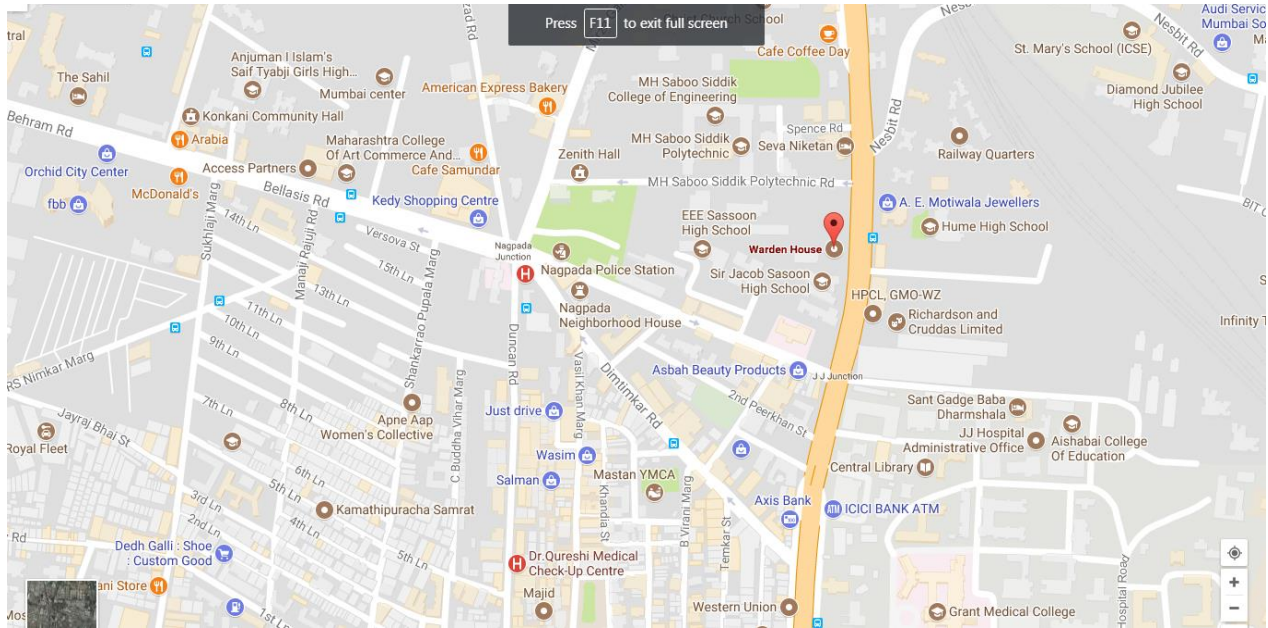 Press F11 to exit full screen
Christ Church School
Audi Servic
Mumbai So
tral
Anjuman I Islam's
Saif Tyabji Girls High...
The Sahil
Mumbai center
American Express Bakery
Cafe Coffee Day
Nesbit Rd
St. Mary's School (ICSE)
Diamond Jubilee
High School
MH Saboo Siddik
College of Engineering
Konkani Community Hall
Behram Rd
Arabia
Maharashtra College
Of Art Commerce And...
Cafe Samundar
MH Saboo Siddik
Polytechnic
Spence Rd
Seva Niketan
Nesbit Rd
Railway Quarters
Orchid City Center
Access Partners
Zenith Hall
McDonald's
Bellasis Rd
MH Saboo Siddik Polytechnic Rd
fbb
Kedy Shopping Centre
A. E. Motiwala Jewellers
Sukhlaji Marg
14th Ln
Versova St
EEE Sassoon
High School
Hume High School
Manaji Rajuji Rd
Nagpada
Junction
Warden House
15th Ln
Nagpada Police Station
Sir Jacob Sasoon
High School
Shankarrao Pupala Marg
13th Ln
11th Ln
10th Ln
9th Ln
Nagpada
Neighborhood House
HPCL, GMO-WZ
Richardson and
Cruddas Limited
Infinity T
RS Nimkar Marg
Duncan Rd
Vasil Khan Marg
Dimtimkar Rd
Asbah Beauty Products
J J Junction
C Buddha Vihar Marg
2nd Peerkhan St
7th Ln
8th Ln
Jayraj Bhai St
Apne Aap
Women's Collective
Just drive
Sant Gadge Baba
Dharmshala
Royal Fleet
JJ Hospital
Administrative Office
Aishabai College
Of Education
Wasim
Central Library
6th Ln
5th Ln
Salman
Mastan YMCA
3rd Ln
Kamathipuracha Samrat
Khandia St
B Virani Marg
Axis Bank
ICICI BANK ATM
ATM
2nd Ln
4th Ln
Temkar St
Rd
Dedh Galli : Shoe
: Custom Good
5th Ln
Dr.Qureshi Medical
Check-Up Centre
ani Store
Majid
Hospital Road
Mos
1st Ln
Western Union
Grant Medical College